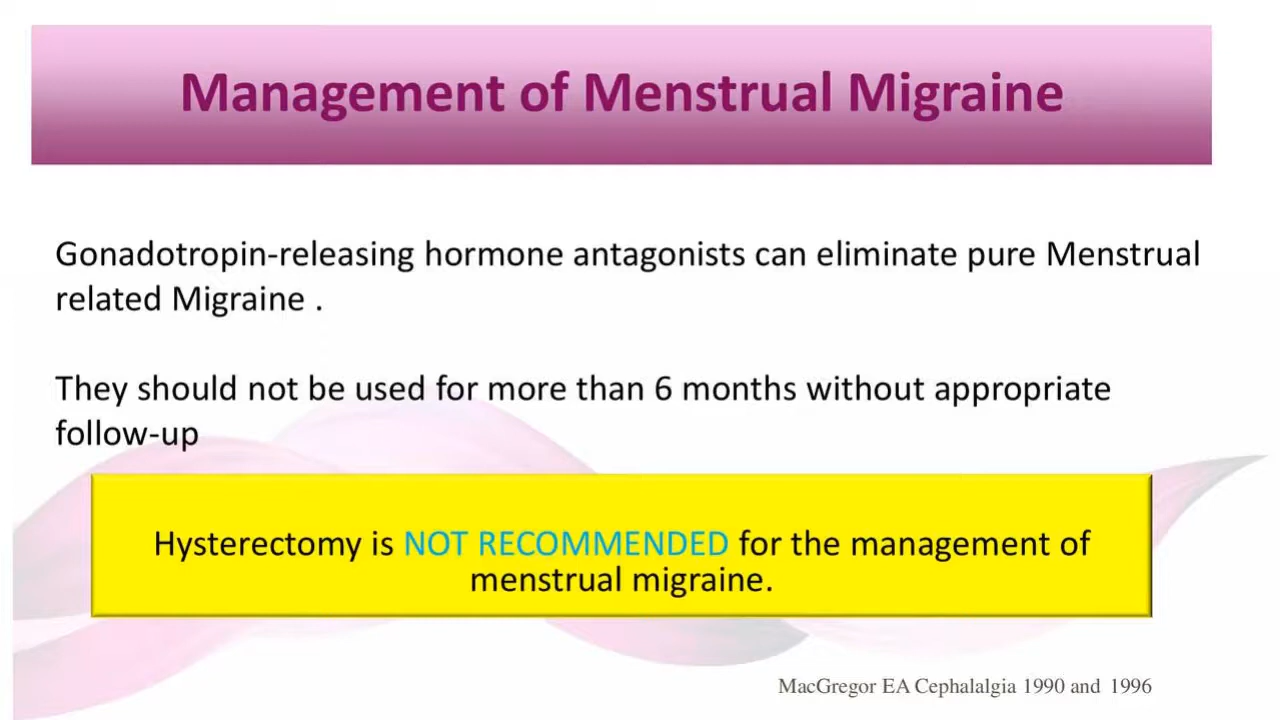 Management of Menstrual Migraine
Gonadotropin-releasing hormone antagonists can eliminate pure Menstrual
related Migraine .
They should not be used for more than 6 months without appropriate
follow-up
Hysterectomy is NOT RECOMMENDED for the management of
menstrual migraine.
MacGregor EA Cephalalgia 1990 and 1996